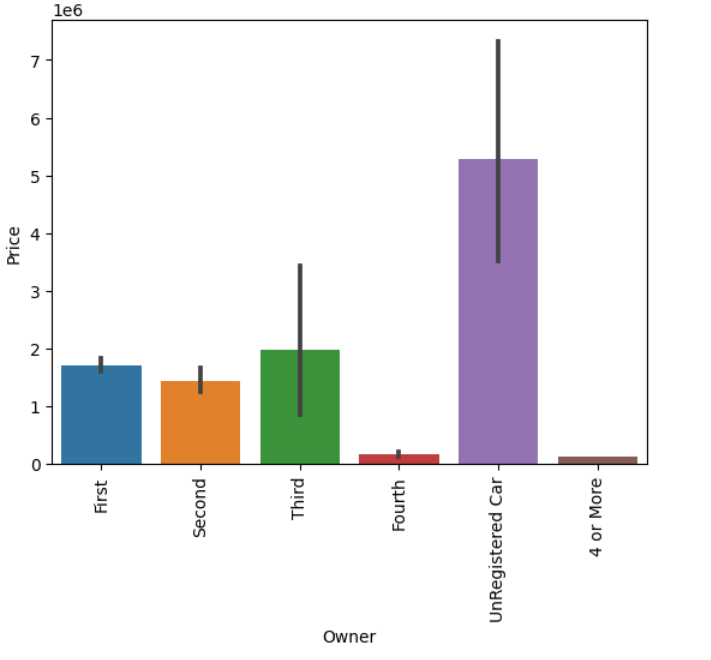 1e6
7
6
5
4
3
2
1
0
Price
First
Second
Third
Fourth
UnRegistered Car
4 or More
Owner